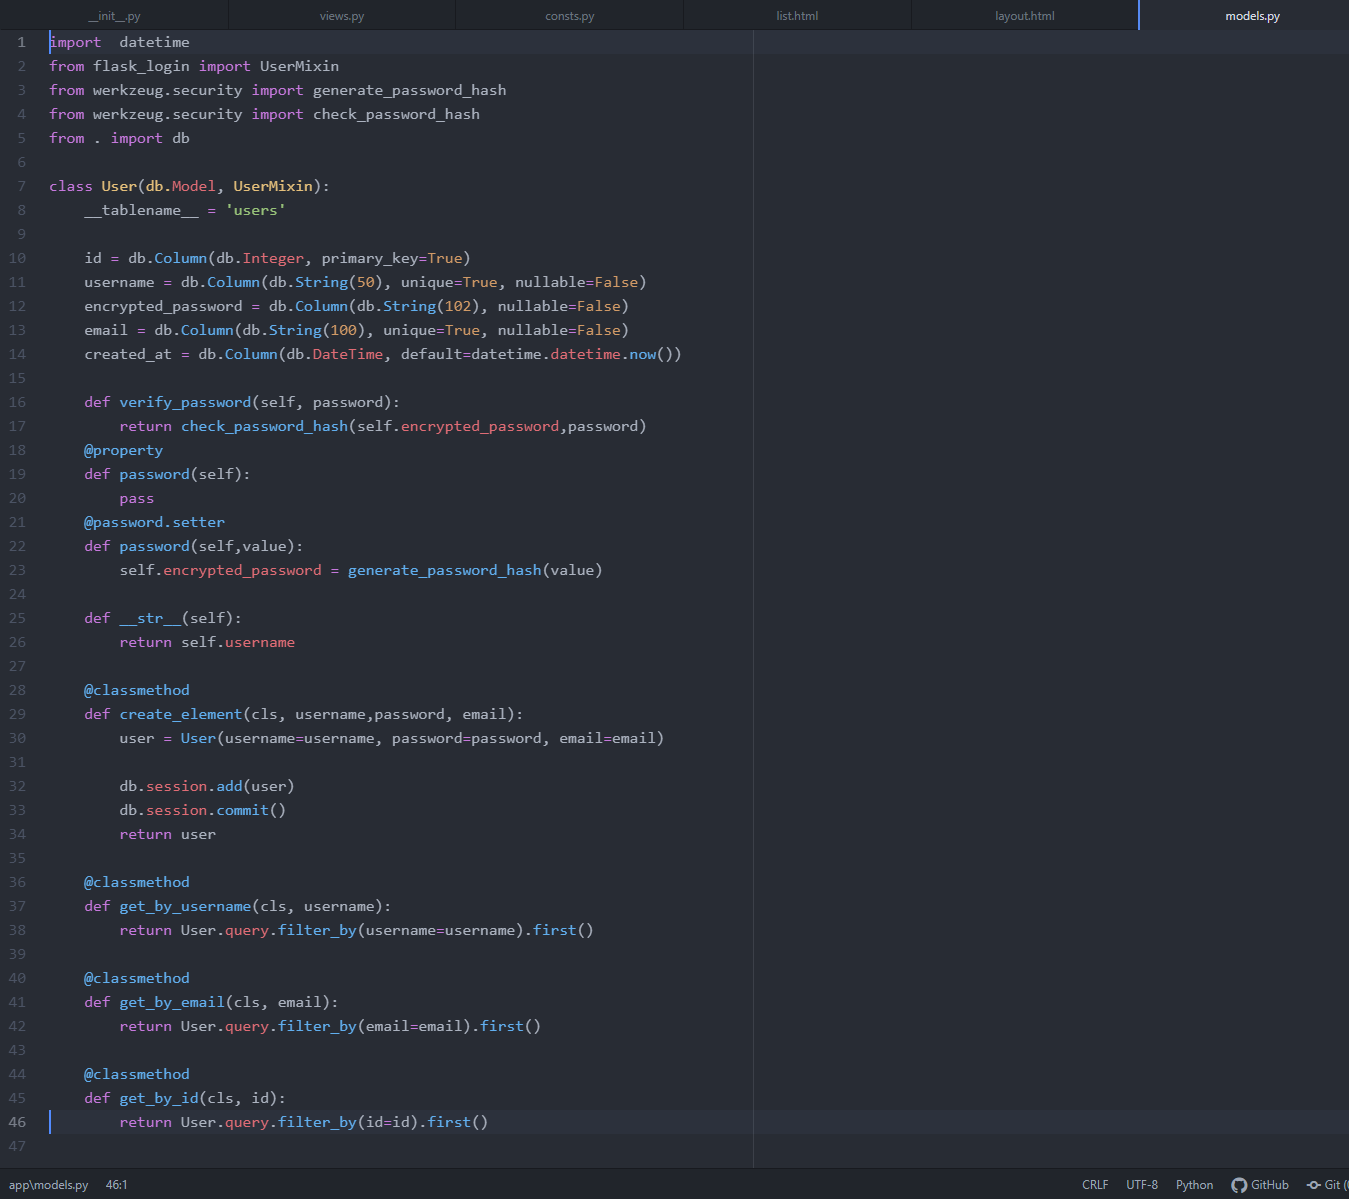 __init__.py views.py consts.py list.html layout.html models.py
1 import  datetime
2 from flask_login import UserMixin
3 from werkzeug.security import generate_password_hash
4 from werkzeug.security import check_password_hash
5 from . import db
6
7 class User(db.Model, UserMixin):
8     __tablename__ = 'users'
9
10     id = db.Column(db.Integer, primary_key=True)
11     username = db.Column(db.String(50), unique=True, nullable=False)
12     encrypted_password = db.Column(db.String(102), nullable=False)
13     email = db.Column(db.String(100), unique=True, nullable=False)
14     created_at = db.Column(db.DateTime, default=datetime.datetime.now())
15
16     def verify_password(self, password):
17         return check_password_hash(self.encrypted_password,password)
18     @property
19     def password(self):
20         pass
21     @password.setter
22     def password(self,value):
23         self.encrypted_password = generate_password_hash(value)
24
25     def __str__(self):
26         return self.username
27
28     @classmethod
29     def create_element(cls, username,password, email):
30         user = User(username=username, password=password, email=email)
31
32         db.session.add(user)
33         db.session.commit()
34         return user
35
36     @classmethod
37     def get_by_username(cls, username):
38         return User.query.filter_by(username=username).first()
39
40     @classmethod
41     def get_by_email(cls, email):
42         return User.query.filter_by(email=email).first()
43
44     @classmethod
45     def get_by_id(cls, id):
46         return User.query.filter_by(id=id).first()
47
app\models.py 46:1 CRLF UTF-8 Python GitHub Git (